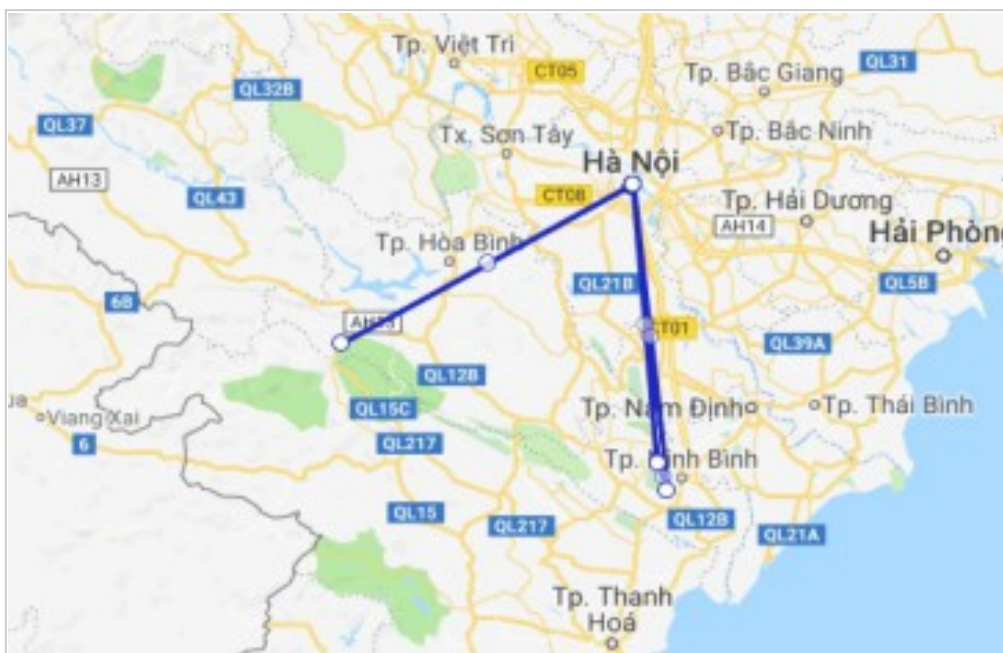 Tp. Việt Trì
QL31
CT05
Tp. Bắc Giang
QL32B
QL37
Tx. Sơn Tây
Tp. Bắc Ninh
Hà Nội
AH13
QL43
CT08
Tp. Hải Dương
AH14
Hải Phòng
Tp. Hòa Bình
QL5B
QL21B
6B
CT01
QL39A
QL12B
Viang Xai
QL15C
Tp. Nam Định
Tp. Thái Bình
6
QL217
Bình
QL15
QL217
QL12B
QL21A
Tp. Thanh
Hoá